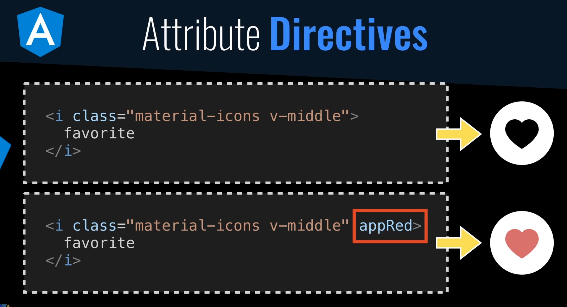 A
Attribute Directives
<i class="material-icons v-middle">
favorite
</i>
<i class="material-icons v-middle" appRed>
favorite
</i>